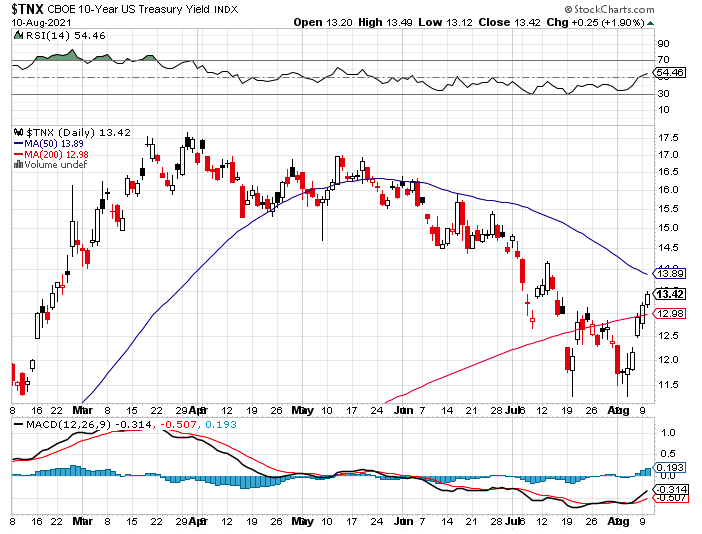 $TNX CBOE 10-Year US Treasury Yield INDX © StockCharts.com
10-Aug-2021 Open 13.20 High 13.49 Low 13.12 Close 13.42 Chg +0.25 (+1.90%)
RSI(14) 54.46
90
70
54.46
30
10
$TNX (Daily) 13.42
MA(50) 13.89
MA(200) 12.98
Volume undef
17.5
17.0
16.5
16.0
15.5
15.0
14.5
13.89
13.42
12.98
12.5
12.0
11.5
8 16 22 Mar 8 15 22 29 Apr 12 19 26 May 10 17 24 Jun 7 14 21 28 Jul 12 19 26 Aug 9
MACD(12,26,9) -0.314, -0.507, 0.193
1.0
0.5
0.193
0.0
-0.314
-0.507
8 16 22 Mar 8 15 22 29 Apr 12 19 26 May 10 17 24 Jun 7 14 21 28 Jul 12 19 26 Aug 9